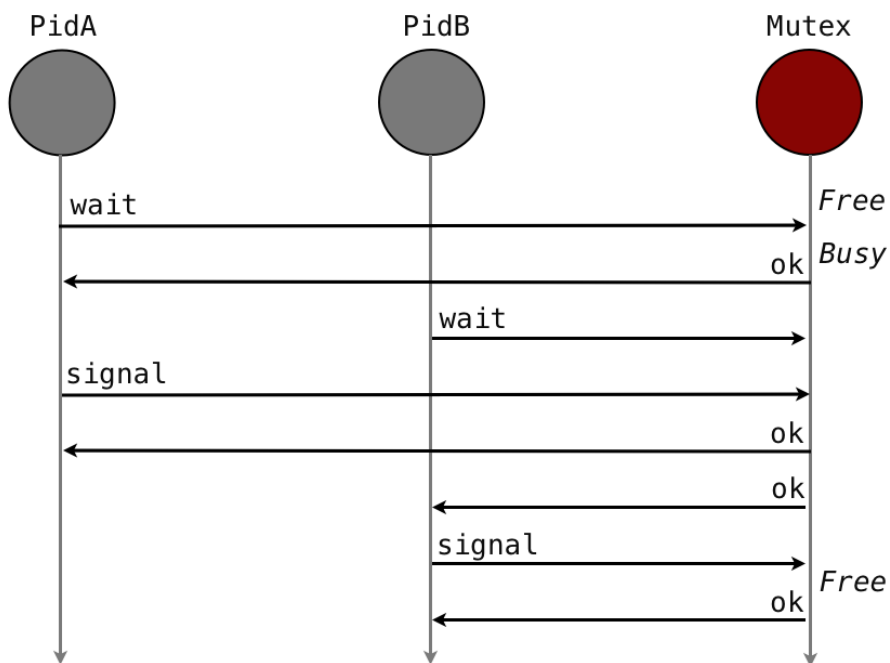 PidA
PidB
Mutex
wait
Free
ok
Busy
wait
signal
ok
ok
signal
Free
ok